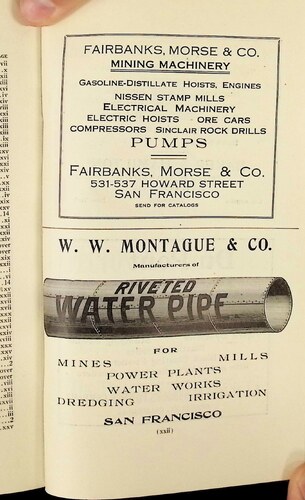 FAIRBANKS, MORSE & CO.
MINING MACHINERY
GASOLINE-DISTILLATE HOISTS, ENGINES
NISSEN STAMP MILLS
ELECTRICAL MACHINERY
ELECTRIC HOISTS ORE CARS
COMPRESSORS SINCLAIR ROCK DRILLS
PUMPS
FAIRBANKS, MORSE & CO.
531-537 HOWARD STREET
SAN FRANCISCO
SEND FOR CATALOGS
W. W. MONTAGUE & CO.
Manufacturers of
RIVETED
WATER PIPE
FOR
MINES MILLS
POWER PLANTS
WATER WORKS
DREDGING IRRIGATION
SAN FRANCISCO
(xxii)